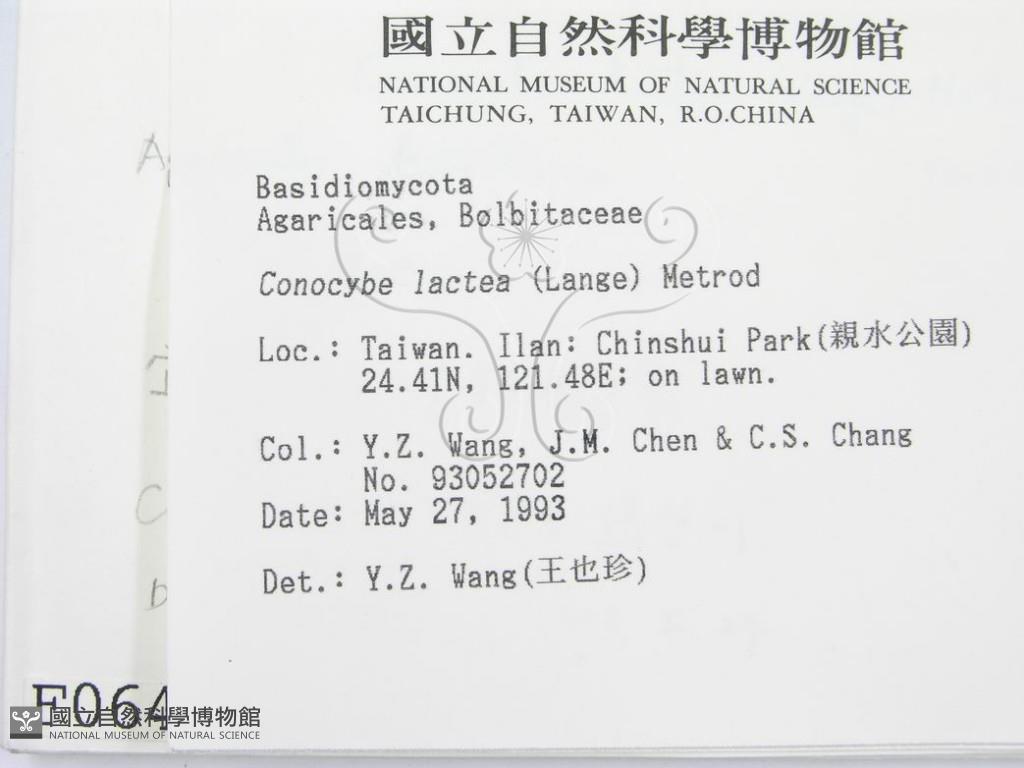 國立自然科學博物館
NATIONAL MUSEUM OF NATURAL SCIENCE
TAICHUNG, TAIWAN, R.O.CHINA
Basidiomycota
Agaricales, Bolbitaceae
Conocybe lactea (Lange) Metrod
Loc.: Taiwan. Ilan: Chinshui Park(親水公園)
24.41N, 121.48E; on lawn.
Col.: Y.Z. Wang, J.M. Chen & C.S. Chang
No. 93052702
Date: May 27, 1993
Det.: Y.Z. Wang(王也珍)
F064
國立自然科學博物館
NATIONAL MUSEUM OF NATURAL SCIENCE